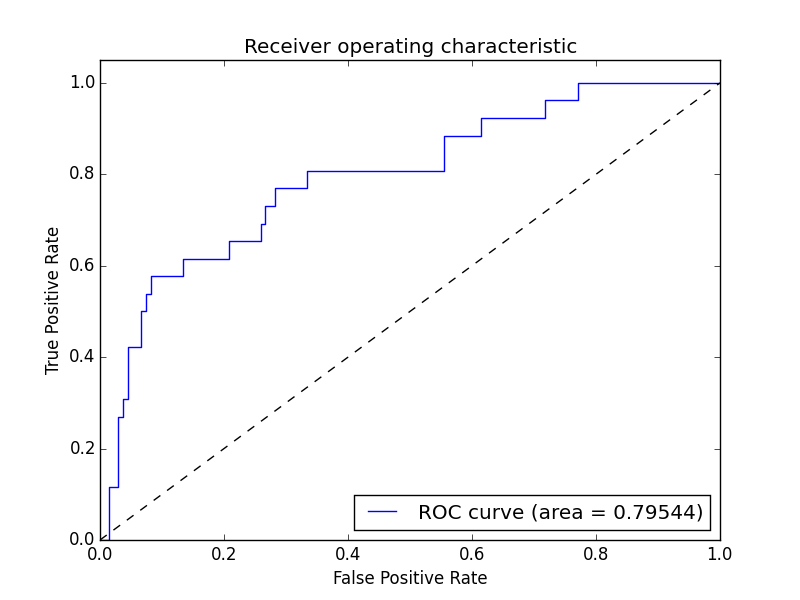 Receiver operating characteristic
True Positive Rate
1.0
0.8
0.6
0.4
0.2
0.0
ROC curve (area = 0.79544)
0.0 0.2 0.4 0.6 0.8 1.0
False Positive Rate